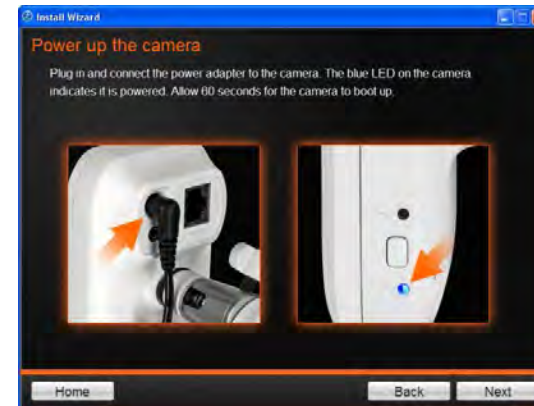 Install Wizard
Power up the camera
Plug in and connect the power adapter to the camera. The blue LED on the camera
indicates it is powered. Allow 60 seconds for the camera to boot up.
Home Back Next